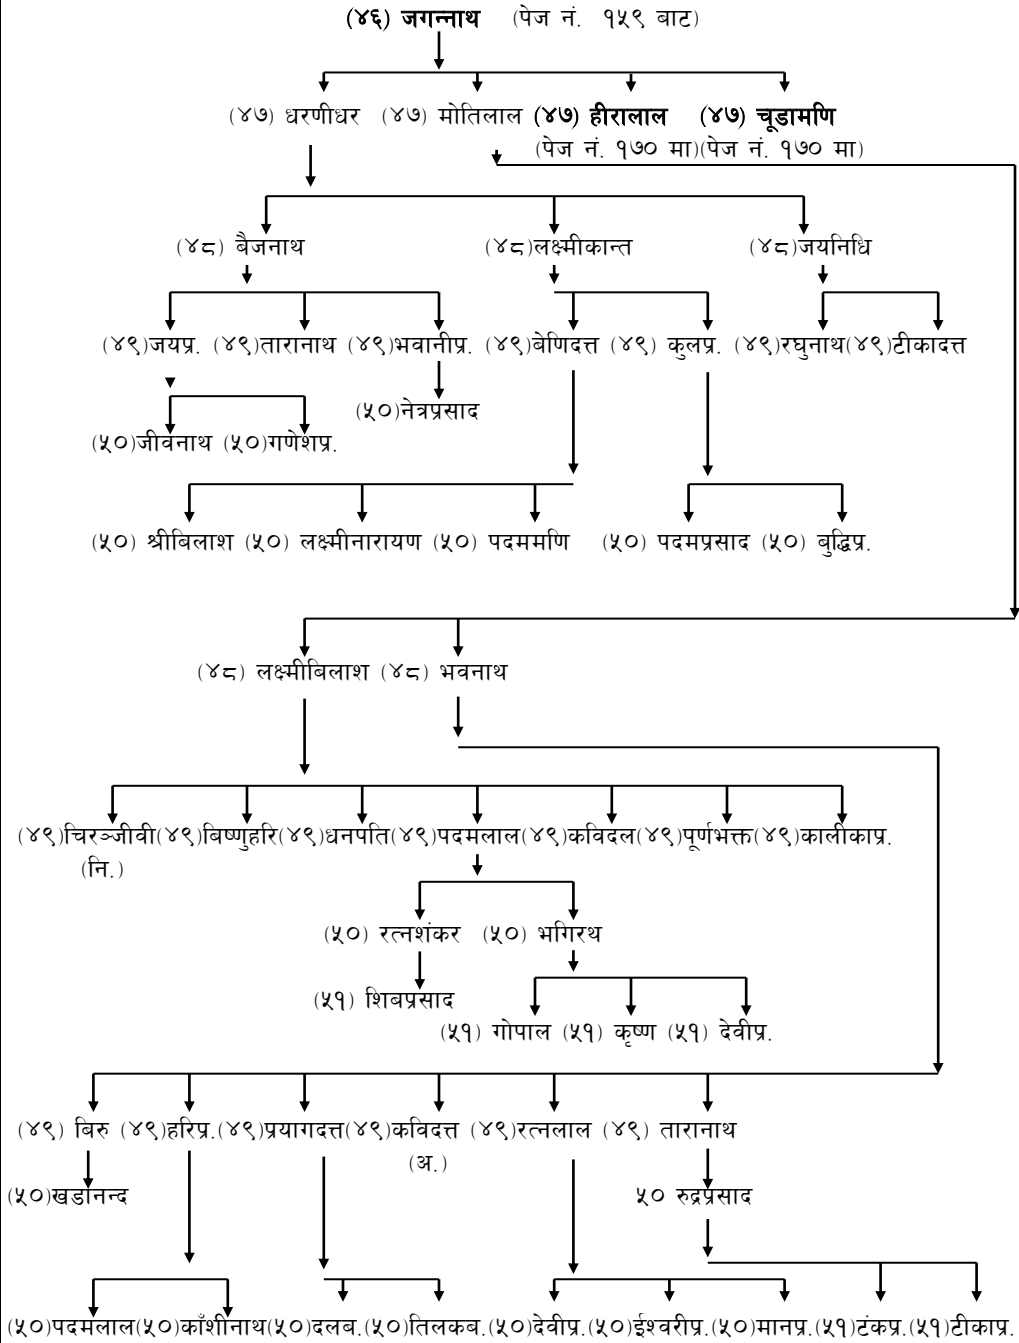 (४६) जगन्नाथ (पेज नं. १५९ बाट)
(४७) धरणीधर (४७) मोतिलाल (४७) हीरालाल (४७) चूडामणि
(पेज नं. १७० मा)(पेज नं. १७० मा)
(४८) बैजनाथ (४८)लक्ष्मीकान्त (४८)जयनिधि
(४९)जयप्र. (४९)तारानाथ (४९)भवानीप्र. (४९)बेणिदत्त (४९) कुलप्र. (४९)रघुनाथ(४९)टीकादत्त
(५०)नेत्रप्रसाद
(५०)जीवनाथ (५०)गणेशप्र.
(५०) श्रीबिलाश (५०) लक्ष्मीनारायण (५०) पदममणि (५०) पदमप्रसाद (५०) बुद्धिप्र.
(४८) लक्ष्मीबिलाश (४८) भवनाथ
(४९)चिरञ्जीवी(४९)बिष्णुहरि(४९)धनपति(४९)पदमलाल(४९)कविदल(४९)पूर्णभक्त(४९)कालीकाप्र.
(नि.)
(५०) रत्नशंकर (५०) भगिरथ
(५१) शिबप्रसाद
(५१) गोपाल (५१) कृष्ण (५१) देवीप्र.
(४९) बिरु (४९)हरिप्र.(४९)प्रयागदत्त(४९)कविदत्त (४९)रत्नलाल (४९) तारानाथ
(अ.)
(५०)खडानन्द ५० रुद्रप्रसाद
(५०)पदमलाल(५०)काँशीनाथ(५०)दलब.(५०)तिलकब.(५०)देवीप्र.(५०)ईश्वरीप्र.(५०)मानप्र.(५१)टंकप्र.(५१)टीकाप्र.